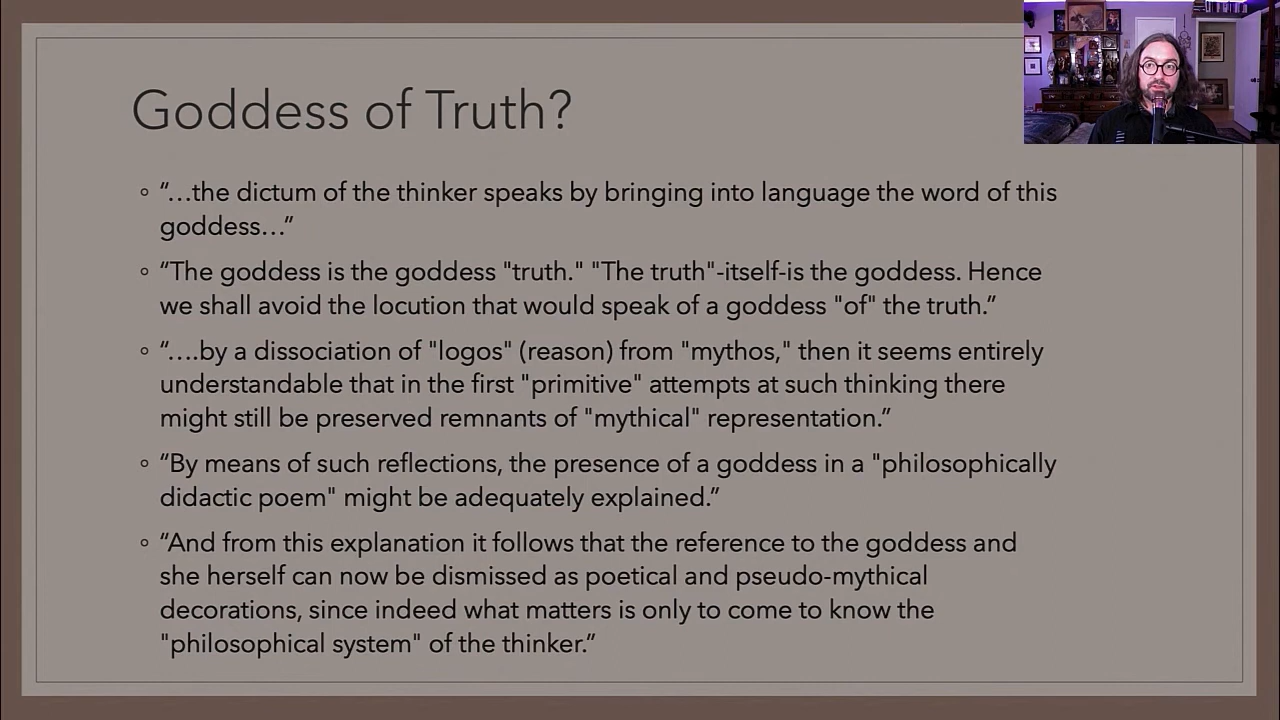 Goddess of Truth?
◦ “…the dictum of the thinker speaks by bringing into language the word of this
goddess…”
◦ “The goddess is the goddess "truth." "The truth"-itself-is the goddess. Hence
we shall avoid the locution that would speak of a goddess "of" the truth.”
◦ “….by a dissociation of "logos" (reason) from "mythos," then it seems entirely
understandable that in the first "primitive" attempts at such thinking there
might still be preserved remnants of "mythical" representation.”
◦ “By means of such reflections, the presence of a goddess in a "philosophically
didactic poem" might be adequately explained.”
◦ “And from this explanation it follows that the reference to the goddess and
she herself can now be dismissed as poetical and pseudo-mythical
decorations, since indeed what matters is only to come to know the
"philosophical system" of the thinker.”